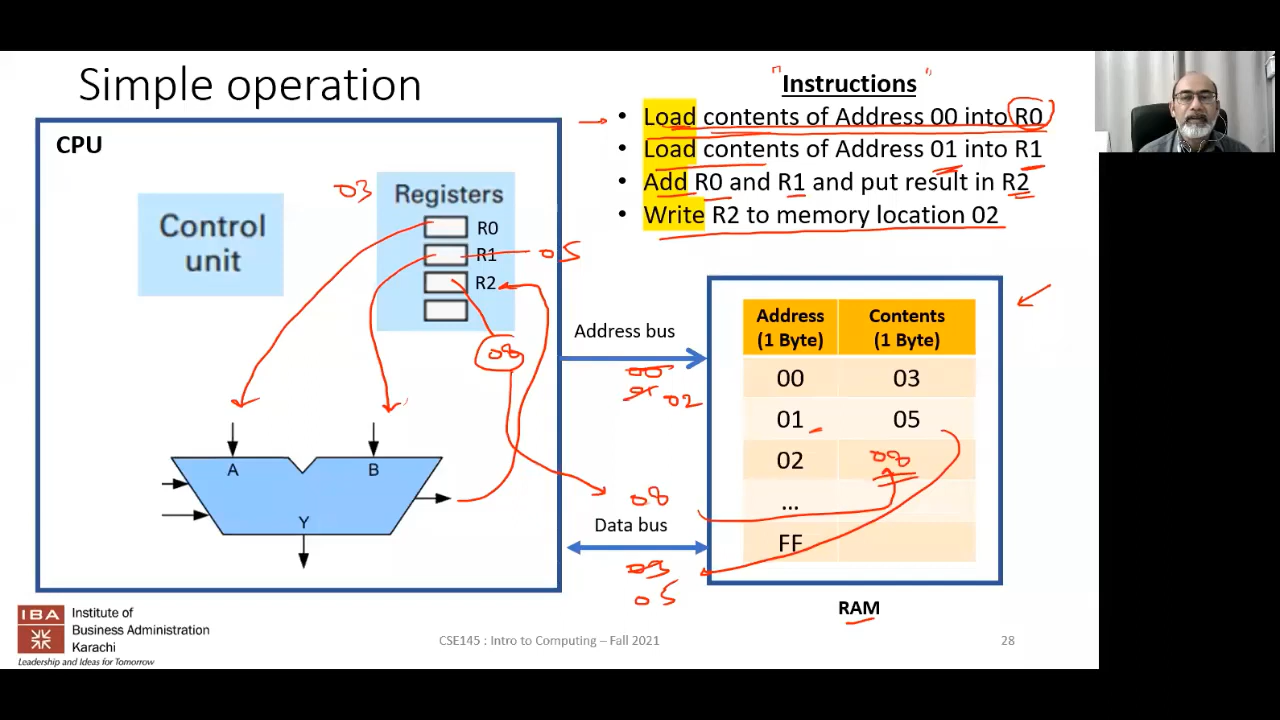 Simple operation
" Instructions "
• Load contents of Address 00 into R0
• Load contents of Address 01 into R1
• Add R0 and R1 and put result in R2
• Write R2 to memory location 02
CPU
Control
unit
03
Registers
R0
R1
05
R2
08
A
B
Y
Address bus
00
01 02
08
Data bus
03
05
Address
(1 Byte)
Contents
(1 Byte)
00 03
01 05
02 08
...
FF
RAM
IBA
Institute of
Business Administration
Karachi
Leadership and Ideas for Tomorrow
CSE145 : Intro to Computing – Fall 2021
28